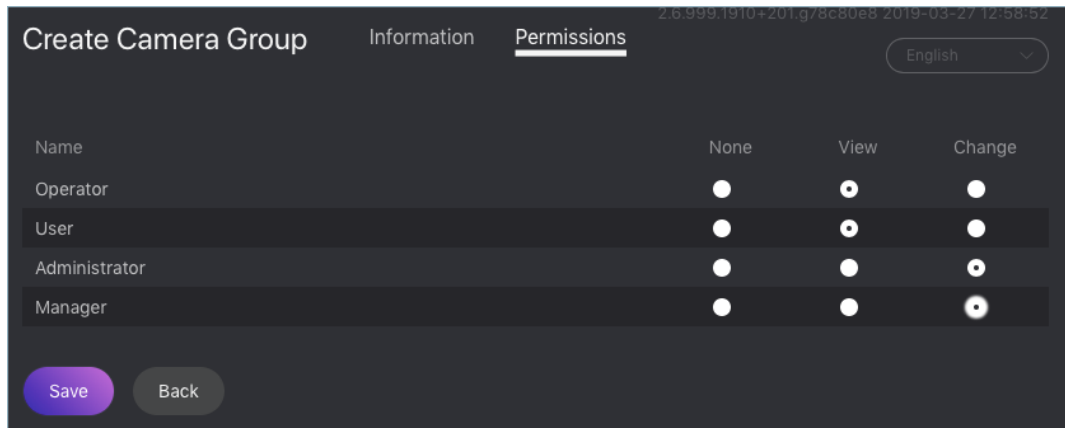 2.6.999.1910+201.g78c80e8 2019-03-27 12:58:52
Create Camera Group Information Permissions
English
Name None View Change
Operator
User
Administrator
Manager
Save Back